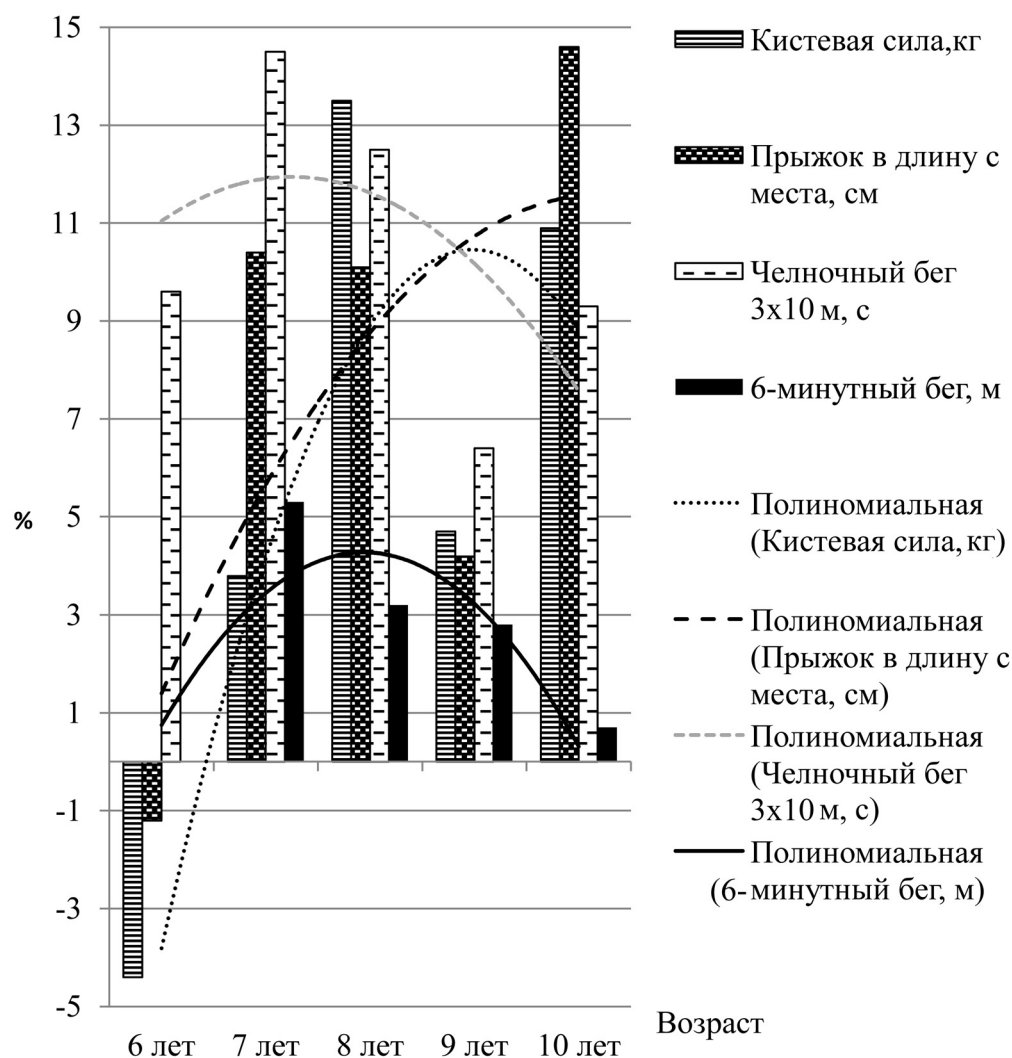 15
13
11
9
7
5
3
1
-1
-3
-5
%
6 лет
7 лет
8 лет
9 лет
10 лет
Возраст
Кистевая сила,кг
Прыжок в длину с
места, см
Челночный бег
3х10 м, с
6-минутный бег, м
Полиномиальная
(Кистевая сила,кг)
Полиномиальная
(Прыжок в длину с
места, см)
Полиномиальная
(Челночный бег
3х10 м, с)
Полиномиальная
(6-минутный бег, м)